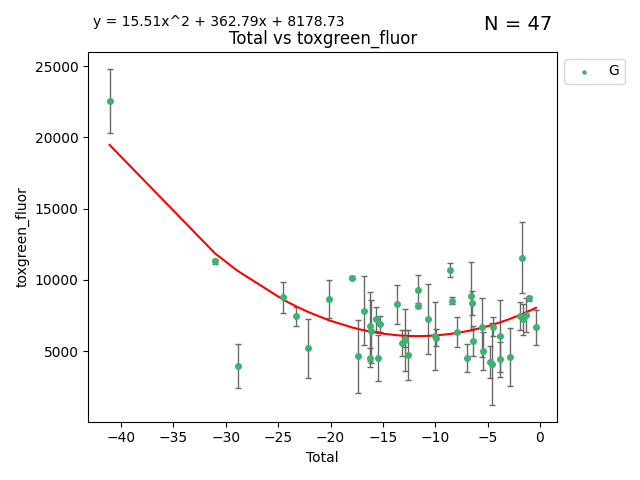 y = 15.51x^2 + 362.79x + 8178.73
N = 47
Total vs toxgreen_fluor
G
25000
20000
15000
10000
5000
toxgreen_fluor
−40 −35 −30 −25 −20 −15 −10 −5 0
Total